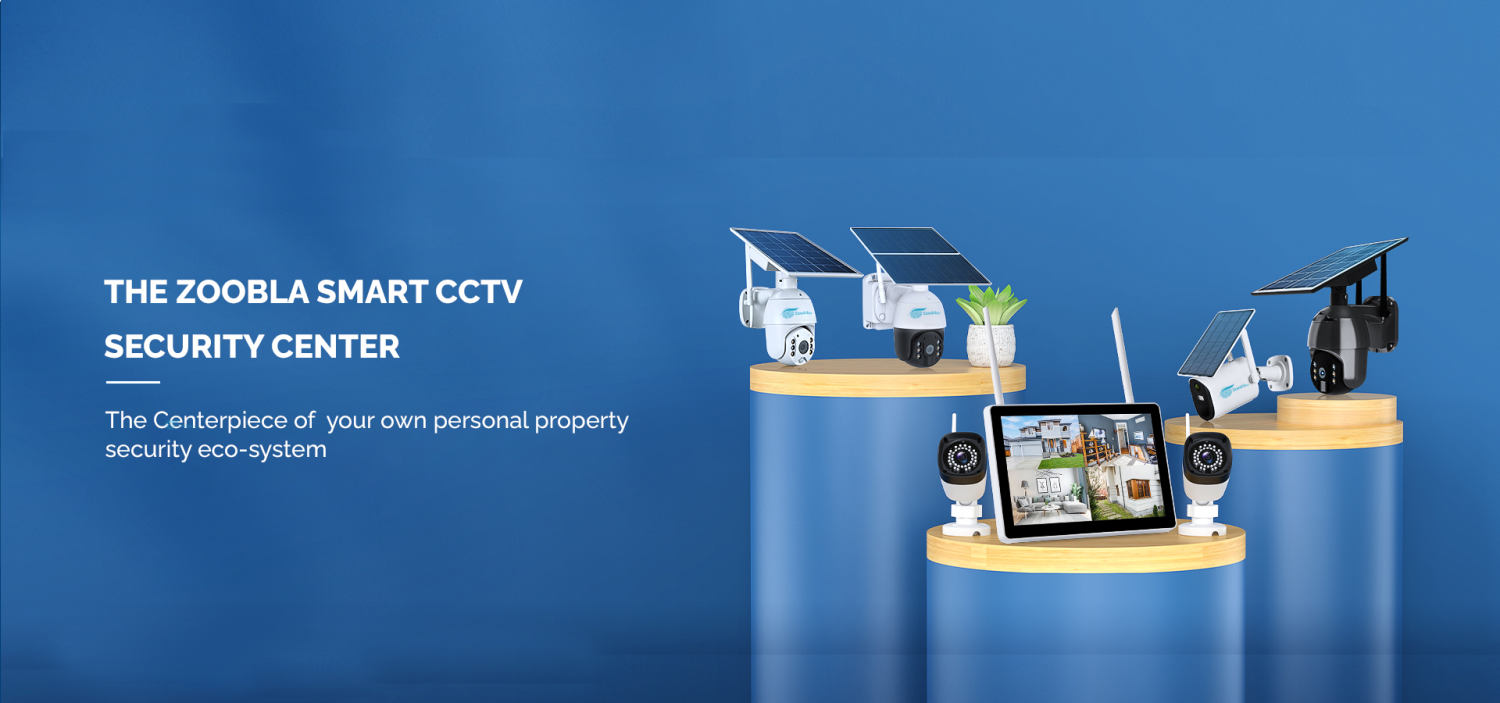 THE ZOOBLA SMART CCTV
SECURITY CENTER
The Centerpiece of  your own personal property
security eco-system